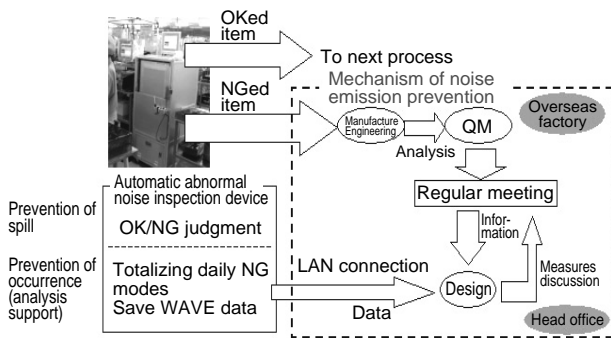 OKed
item
To next process
NGed
item
Mechanism of noise
emission prevention
Overseas
factory
Manufacture
Engineering
QM
Analysis
Regular meeting
Automatic abnormal
noise inspection device
Prevention of
spill
OK/NG judgment
Infor-
mation
Prevention of
occurrence
(analysis
support)
Totalizing daily NG
modes
Save WAVE data
LAN connection
Data
Design
Measures
discussion
Head office